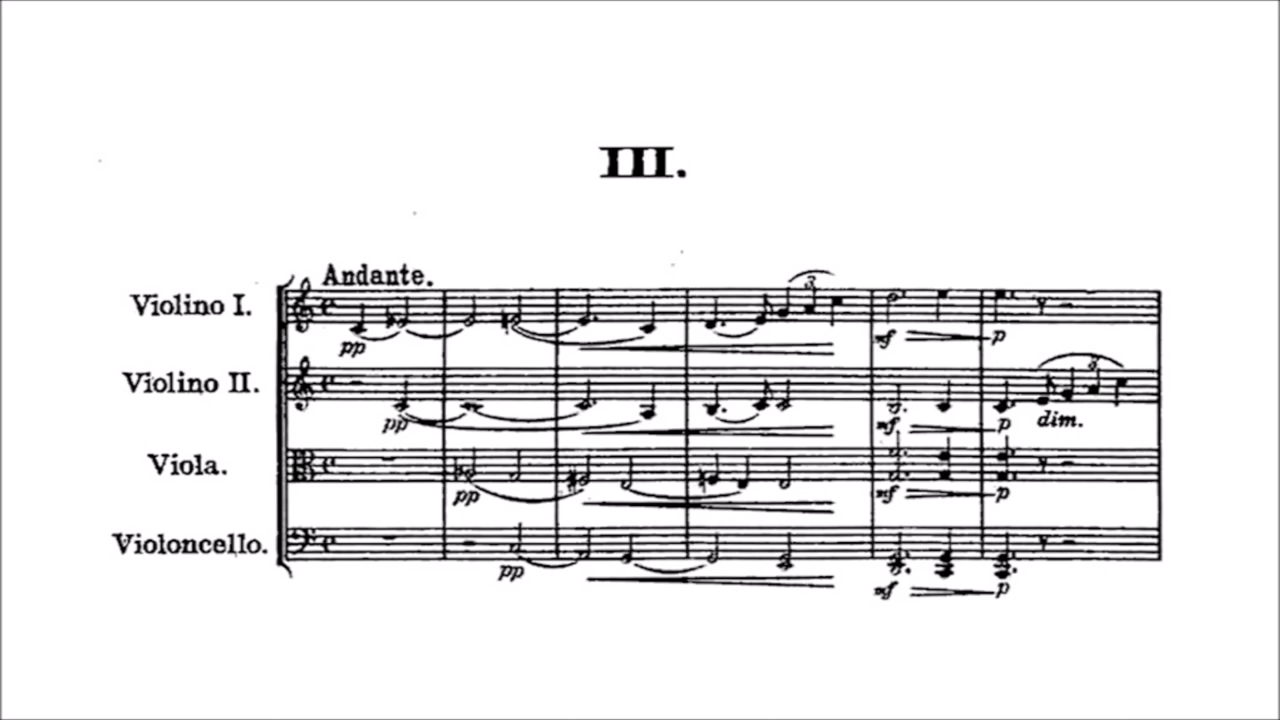 III.
Andante.
Violino I.
3
pp
mf
p
Violino II.
3
pp
mf
p dim.
Viola.
pp
mf
p
Violoncello.
pp
mf
p